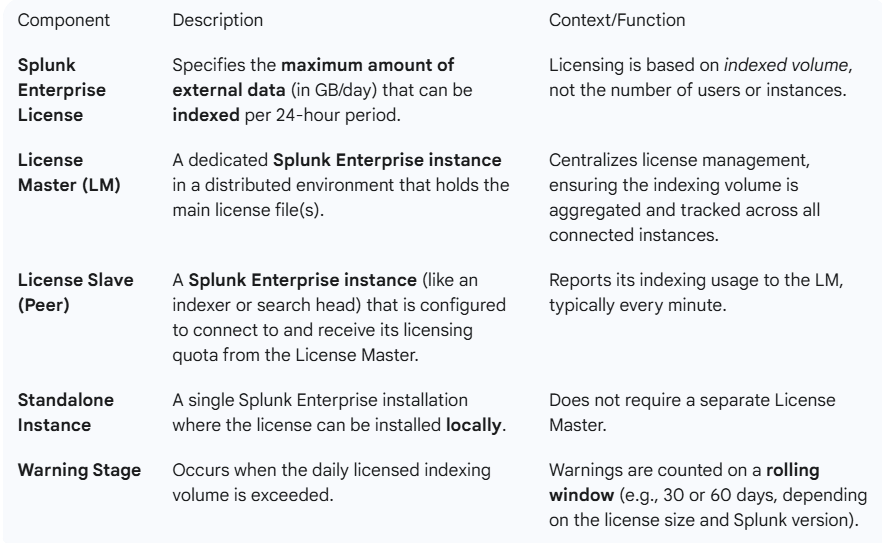 Component Description Context/Function
Splunk Enterprise License
Specifies the maximum amount of
external data (in GB/day) that can be
indexed per 24-hour period.
Licensing is based on indexed volume,
not the number of users or instances.
License
Master (LM)
A dedicated Splunk Enterprise instance
in a distributed environment that holds the
main license file(s).
Centralizes license management,
ensuring the indexing volume is
aggregated and tracked across all
connected instances.
License Slave
(Peer)
A Splunk Enterprise instance (like an
indexer or search head) that is configured
to connect to and receive its licensing
quota from the License Master.
Reports its indexing usage to the LM,
typically every minute.
Standalone
Instance
A single Splunk Enterprise installation
where the license can be installed locally.
Does not require a separate License
Master.
Warning Stage
Occurs when the daily licensed indexing
volume is exceeded.
Warnings are counted on a rolling
window (e.g., 30 or 60 days, depending
on the license size and Splunk version).